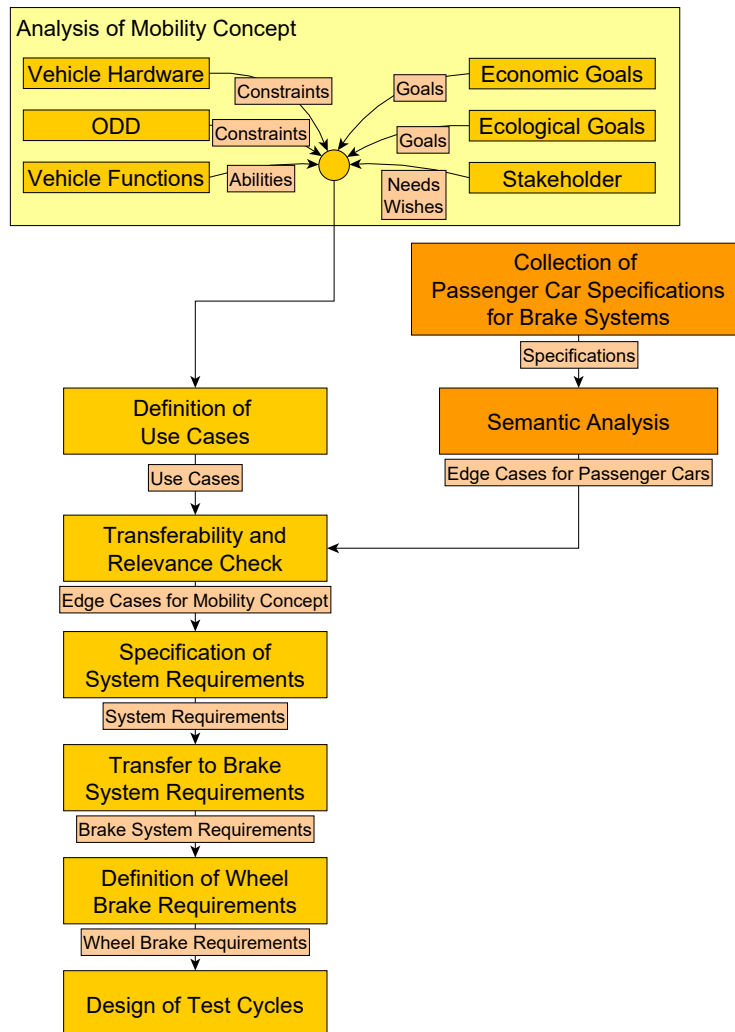 Analysis of Mobility Concept
Vehicle Hardware
Constraints
Goals
Economic Goals
ODD
Constraints
Goals
Ecological Goals
Vehicle Functions
Abilities
Needs
Wishes
Stakeholder
Collection of
Passenger Car Specifications
for Brake Systems
Specifications
Definition of
Use Cases
Semantic Analysis
Use Cases
Edge Cases for Passenger Cars
Transferability and
Relevance Check
Edge Cases for Mobility Concept
Specification of
System Requirements
System Requirements
Transfer to Brake
System Requirements
Brake System Requirements
Definition of Wheel
Brake Requirements
Wheel Brake Requirements
Design of Test Cycles